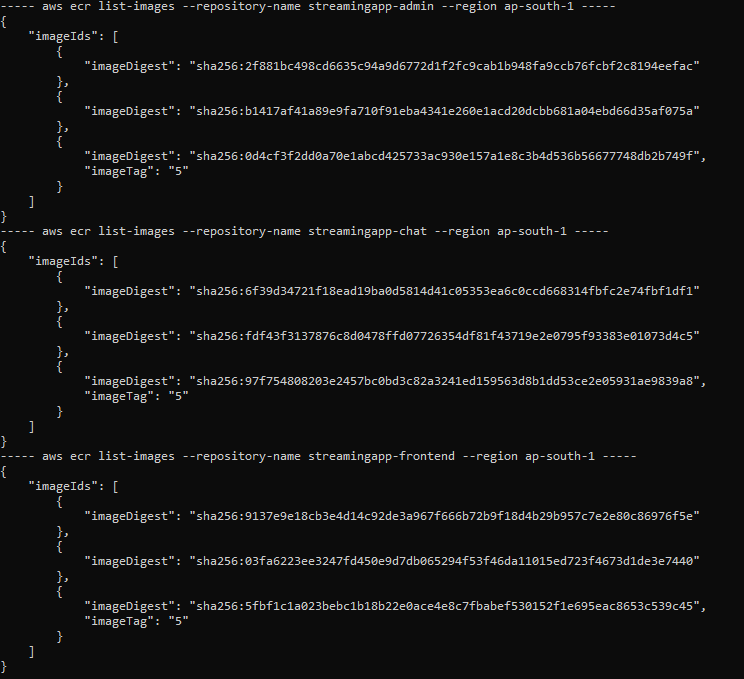 ----- aws ecr list-images --repository-name streamingapp-admin --region ap-south-1 -----
{
    "imageIds": [
        {
            "imageDigest": "sha256:2f881bc498cd6635c94a9d6772d1f2fc9cab1b948fa9ccb76fcbf2c8194eefac"
        },
        {
            "imageDigest": "sha256:b1417af41a89e9fa710f91eba4341e260e1acd20dcbb681a04ebd66d35af075a"
        },
        {
            "imageDigest": "sha256:0d4cf3f2dd0a70e1abcd425733ac930e157a1e8c3b4d536b56677748db2b749f",
            "imageTag": "5"
        }
    ]
}
----- aws ecr list-images --repository-name streamingapp-chat --region ap-south-1 -----
{
    "imageIds": [
        {
            "imageDigest": "sha256:6f39d34721f18ead19ba0d5814d41c05353ea6c0ccd668314fbfc2e74fbf1df1"
        },
        {
            "imageDigest": "sha256:fdf43f3137876c8d0478ffd07726354df81f43719e2e0795f93383e01073d4c5"
        },
        {
            "imageDigest": "sha256:97f754808203e2457bc0bd3c82a3241ed159563d8b1dd53ce2e05931ae9839a8",
            "imageTag": "5"
        }
    ]
}
----- aws ecr list-images --repository-name streamingapp-frontend --region ap-south-1 -----
{
    "imageIds": [
        {
            "imageDigest": "sha256:9137e9e18cb3e4d14c92de3a967f666b72b9f18d4b29b957c7e2e80c86976f5e"
        },
        {
            "imageDigest": "sha256:03fa6223ee3247fd450e9d7db065294f53f46da11015ed723f4673d1de3e7440"
        },
        {
            "imageDigest": "sha256:5fbf1c1a023bebc1b18b22e0ace4e8c7fbabef530152f1e695eac8653c539c45",
            "imageTag": "5"
        }
    ]
}